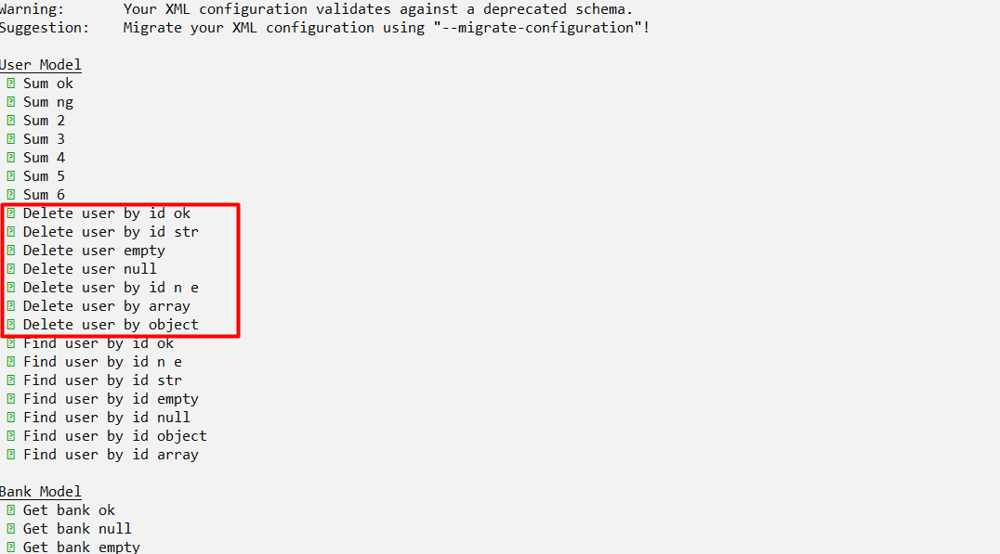 Warning: Your XML configuration validates against a deprecated schema.
Suggestion: Migrate your XML configuration using "--migrate-configuration"!
User Model
Sum ok
Sum ng
Sum 2
Sum 3
Sum 4
Sum 5
Sum 6
Delete user by id ok
Delete user by id str
Delete user empty
Delete user null
Delete user by id n e
Delete user by array
Delete user by object
Find user by id ok
Find user by id n e
Find user by id str
Find user by id empty
Find user by id null
Find user by id object
Find user by id array
Bank Model
Get bank ok
Get bank null
Get bank empty